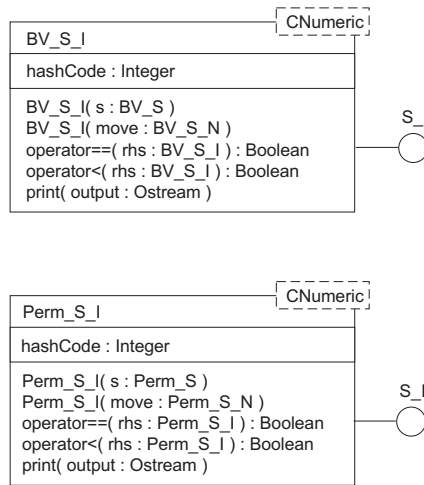 CNumeric
BV_S_I
hashCode : Integer
BV_S_I( s : BV_S )
BV_S_I( move : BV_S_N )
operator==( rhs : BV_S_I ) : Boolean
operator<( rhs : BV_S_I ) : Boolean
print( output : Ostream )
S_I
CNumeric
Perm_S_I
hashCode : Integer
Perm_S_I( s : Perm_S )
Perm_S_I( move : Perm_S_N )
operator==( rhs : Perm_S_I ) : Boolean
operator<( rhs : Perm_S_I ) : Boolean
print( output : Ostream )
S_I